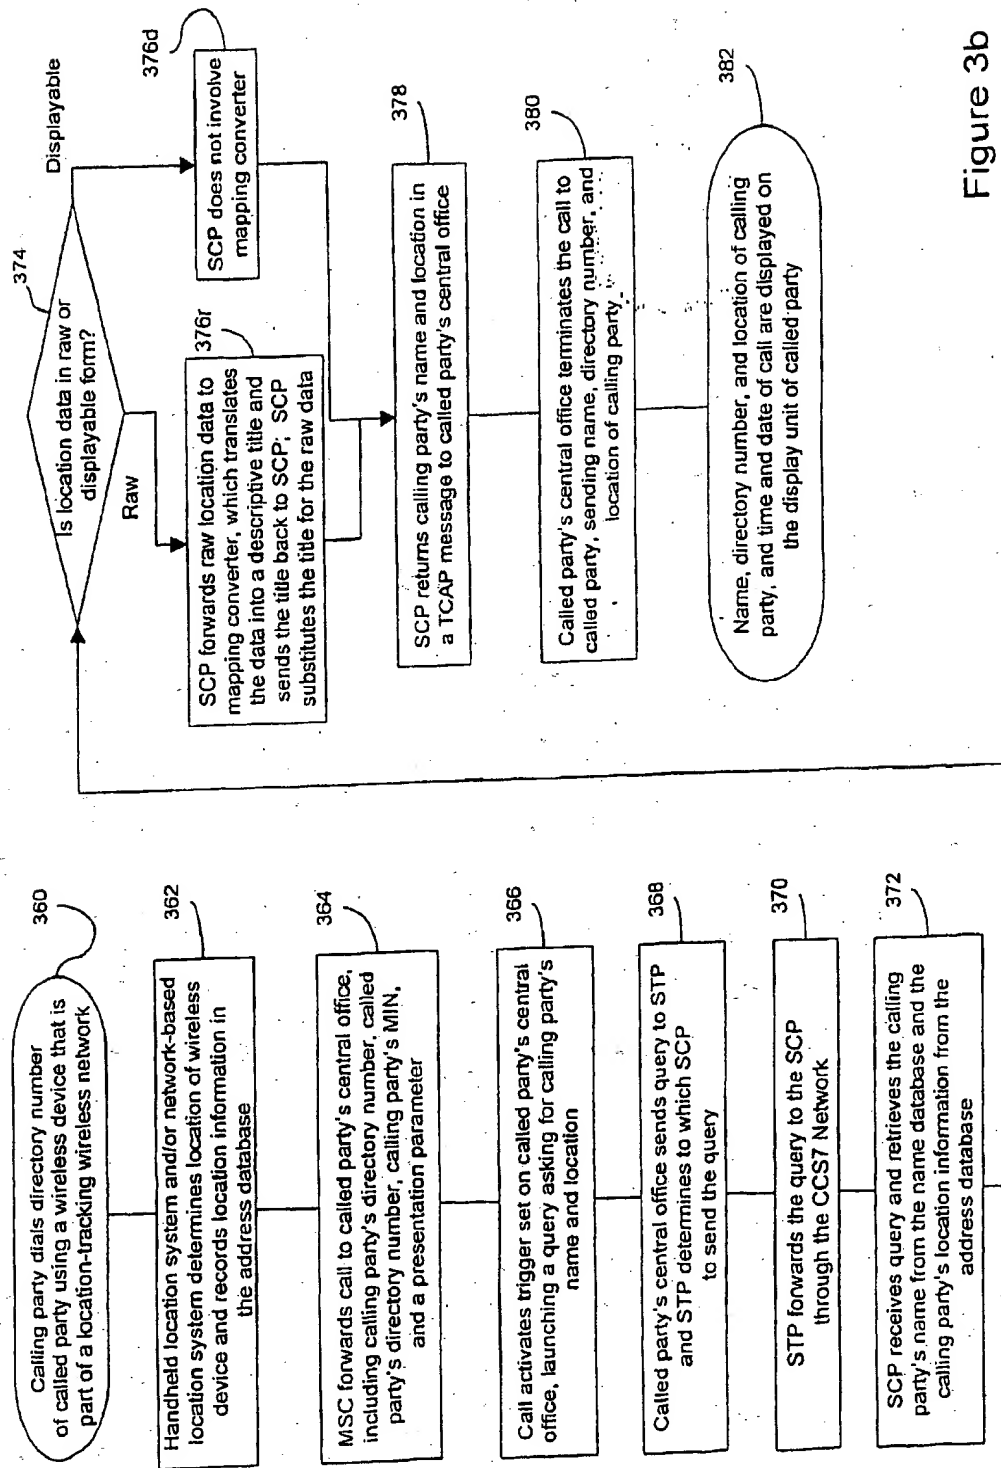 360
Calling party dials directory number
of called party using a wireless device that is
part of a location-tracking wireless network
362
Handheld location system and/or network-based
location system determines location of wireless
device and records location information in
the address database
364
MSC forwards call to called party's central office,
including calling party's directory number, called
party's directory number, calling party's MIN,
and a presentation parameter
366
Call activates trigger set on called party's central
office, launching a query asking for calling party's
name and location
368
Called party's central office sends query to STP
and STP determines to which SCP
to send the query
370
STP forwards the query to the SCP
through the CCS7 Network
372
SCP receives query and retrieves the calling
party's name from the name database and the
calling party's location information from the
address database
374
Is location data in raw or
displayable form?
Raw
Displayable
376r
SCP forwards raw location data to
mapping converter, which translates
the data into a descriptive title and
sends the title back to SCP; SCP
substitutes the title for the raw data
376d
SCP does not involve
mapping converter
378
SCP returns calling party's name and location in
a TCAP message to called party's central office
380
Called party's central office terminates the call to
called party, sending name, directory number, and
location of calling party
382
Name, directory number, and location of calling
party, and time and date of call are displayed on
the display unit of called party
Figure 3b